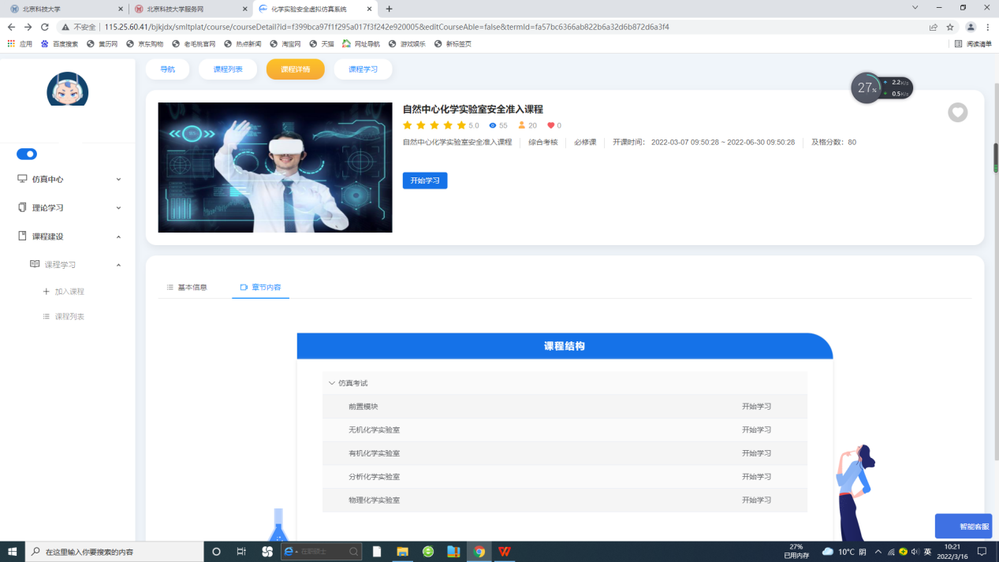 北京科技大学
北京科技大学服务网
化学实验安全虚拟仿真系统
不安全 115.25.60.41/bjkjdx/smltplat/course/courseDetail?id=f399bca97f1f295a017f3f242e920005&editCourseAble=false&termId=fa57bc6366ab822b6a32d6b872d6a3f4
应用 百度搜索 黄历网 京东购物 老毛桃官网 热点新闻 淘宝网 天猫 网址导航 游戏娱乐 新标签页 阅读清单
导航 课程列表 课程详情 课程学习
27% 2.2K/s
0.5K/s
自然中心化学实验室安全准入课程
5.0 55 20 0
自然中心化学实验室安全准入课程 综合考核 必修课 开课时间: 2022-03-07 09:50:28 ~ 2022-06-30 09:50:28 及格分数: 80
开始学习
仿真中心
理论学习
课程建设
课程学习
加入课程
课程列表
基本信息 章节内容
课程结构
仿真考试
前置模块 开始学习
无机化学实验室 开始学习
有机化学实验室 开始学习
分析化学实验室 开始学习
物理化学实验室 开始学习
智能客服
在这里输入你要搜索的内容
在职硕士
27%
已用内存
10°C 阴
英
10:21
2022/3/16